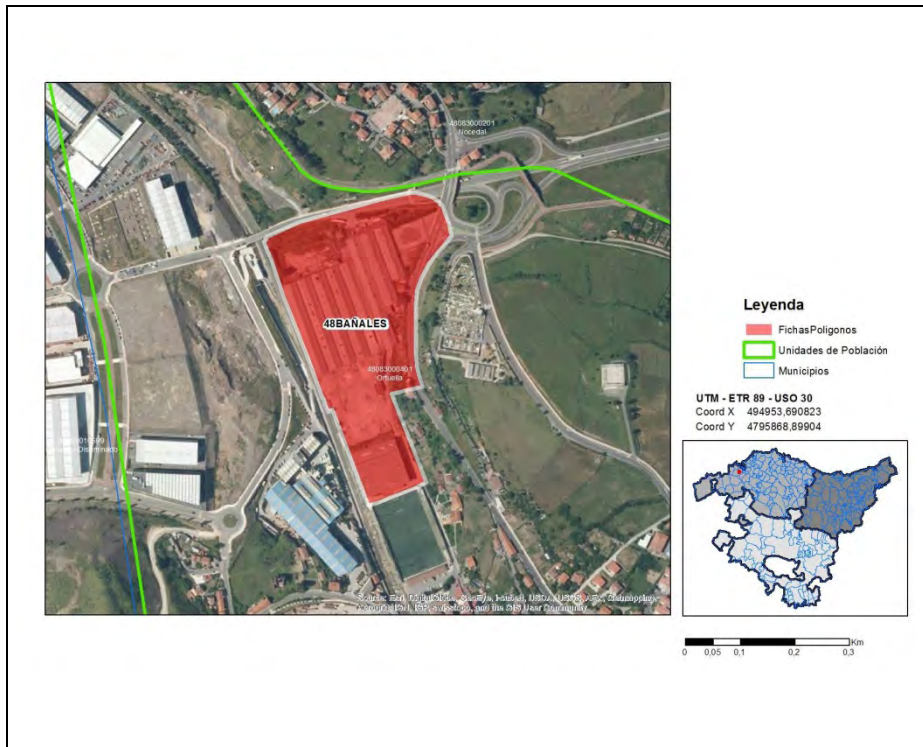 48083000201
Nocedal
48BAÑALES
48083000401
Ortuella
Leyenda
FichasPoligonos
Unidades de Población
Municipios
UTM - ETR 89 - USO 30
Coord X 494953,690823
Coord Y 4795868,89904
Km
0 0,05 0,1 0,2 0,3